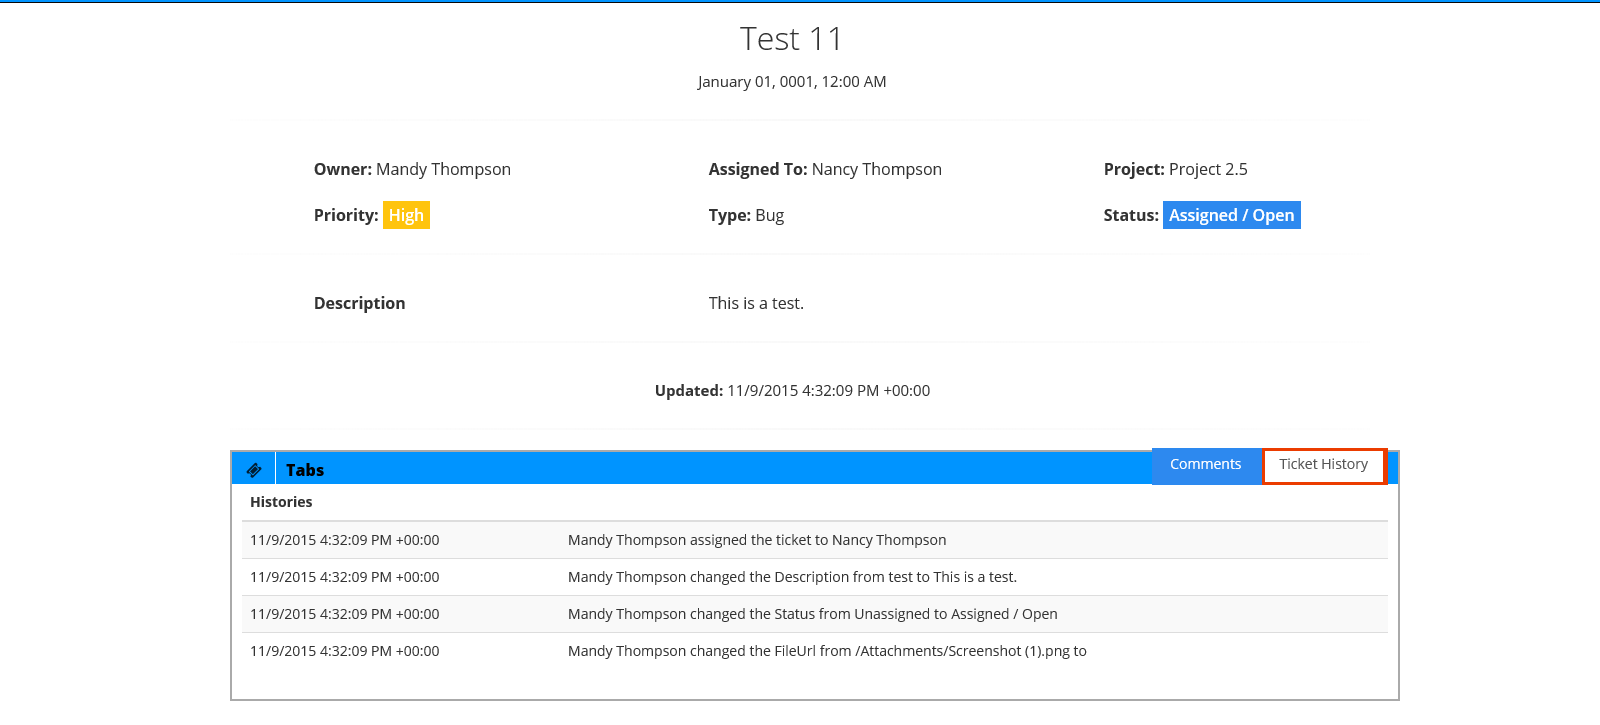 Test 11
January 01, 0001, 12:00 AM
Owner: Mandy Thompson Assigned To: Nancy Thompson Project: Project 2.5
Priority: High Type: Bug Status: Assigned / Open
Description This is a test.
Updated: 11/9/2015 4:32:09 PM +00:00
Tabs Comments Ticket History
Histories
11/9/2015 4:32:09 PM +00:00 Mandy Thompson assigned the ticket to Nancy Thompson
11/9/2015 4:32:09 PM +00:00 Mandy Thompson changed the Description from test to This is a test.
11/9/2015 4:32:09 PM +00:00 Mandy Thompson changed the Status from Unassigned to Assigned / Open
11/9/2015 4:32:09 PM +00:00 Mandy Thompson changed the FileUrl from /Attachments/Screenshot (1).png to